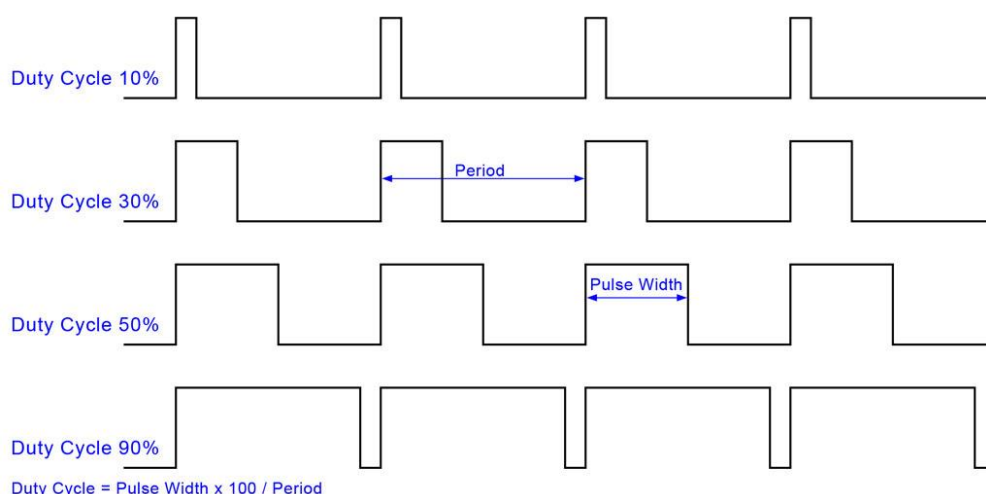 Duty Cycle 10%
Period
Duty Cycle 30%
Pulse Width
Duty Cycle 50%
Duty Cycle 90%
Duty Cycle = Pulse Width x 100 / Period